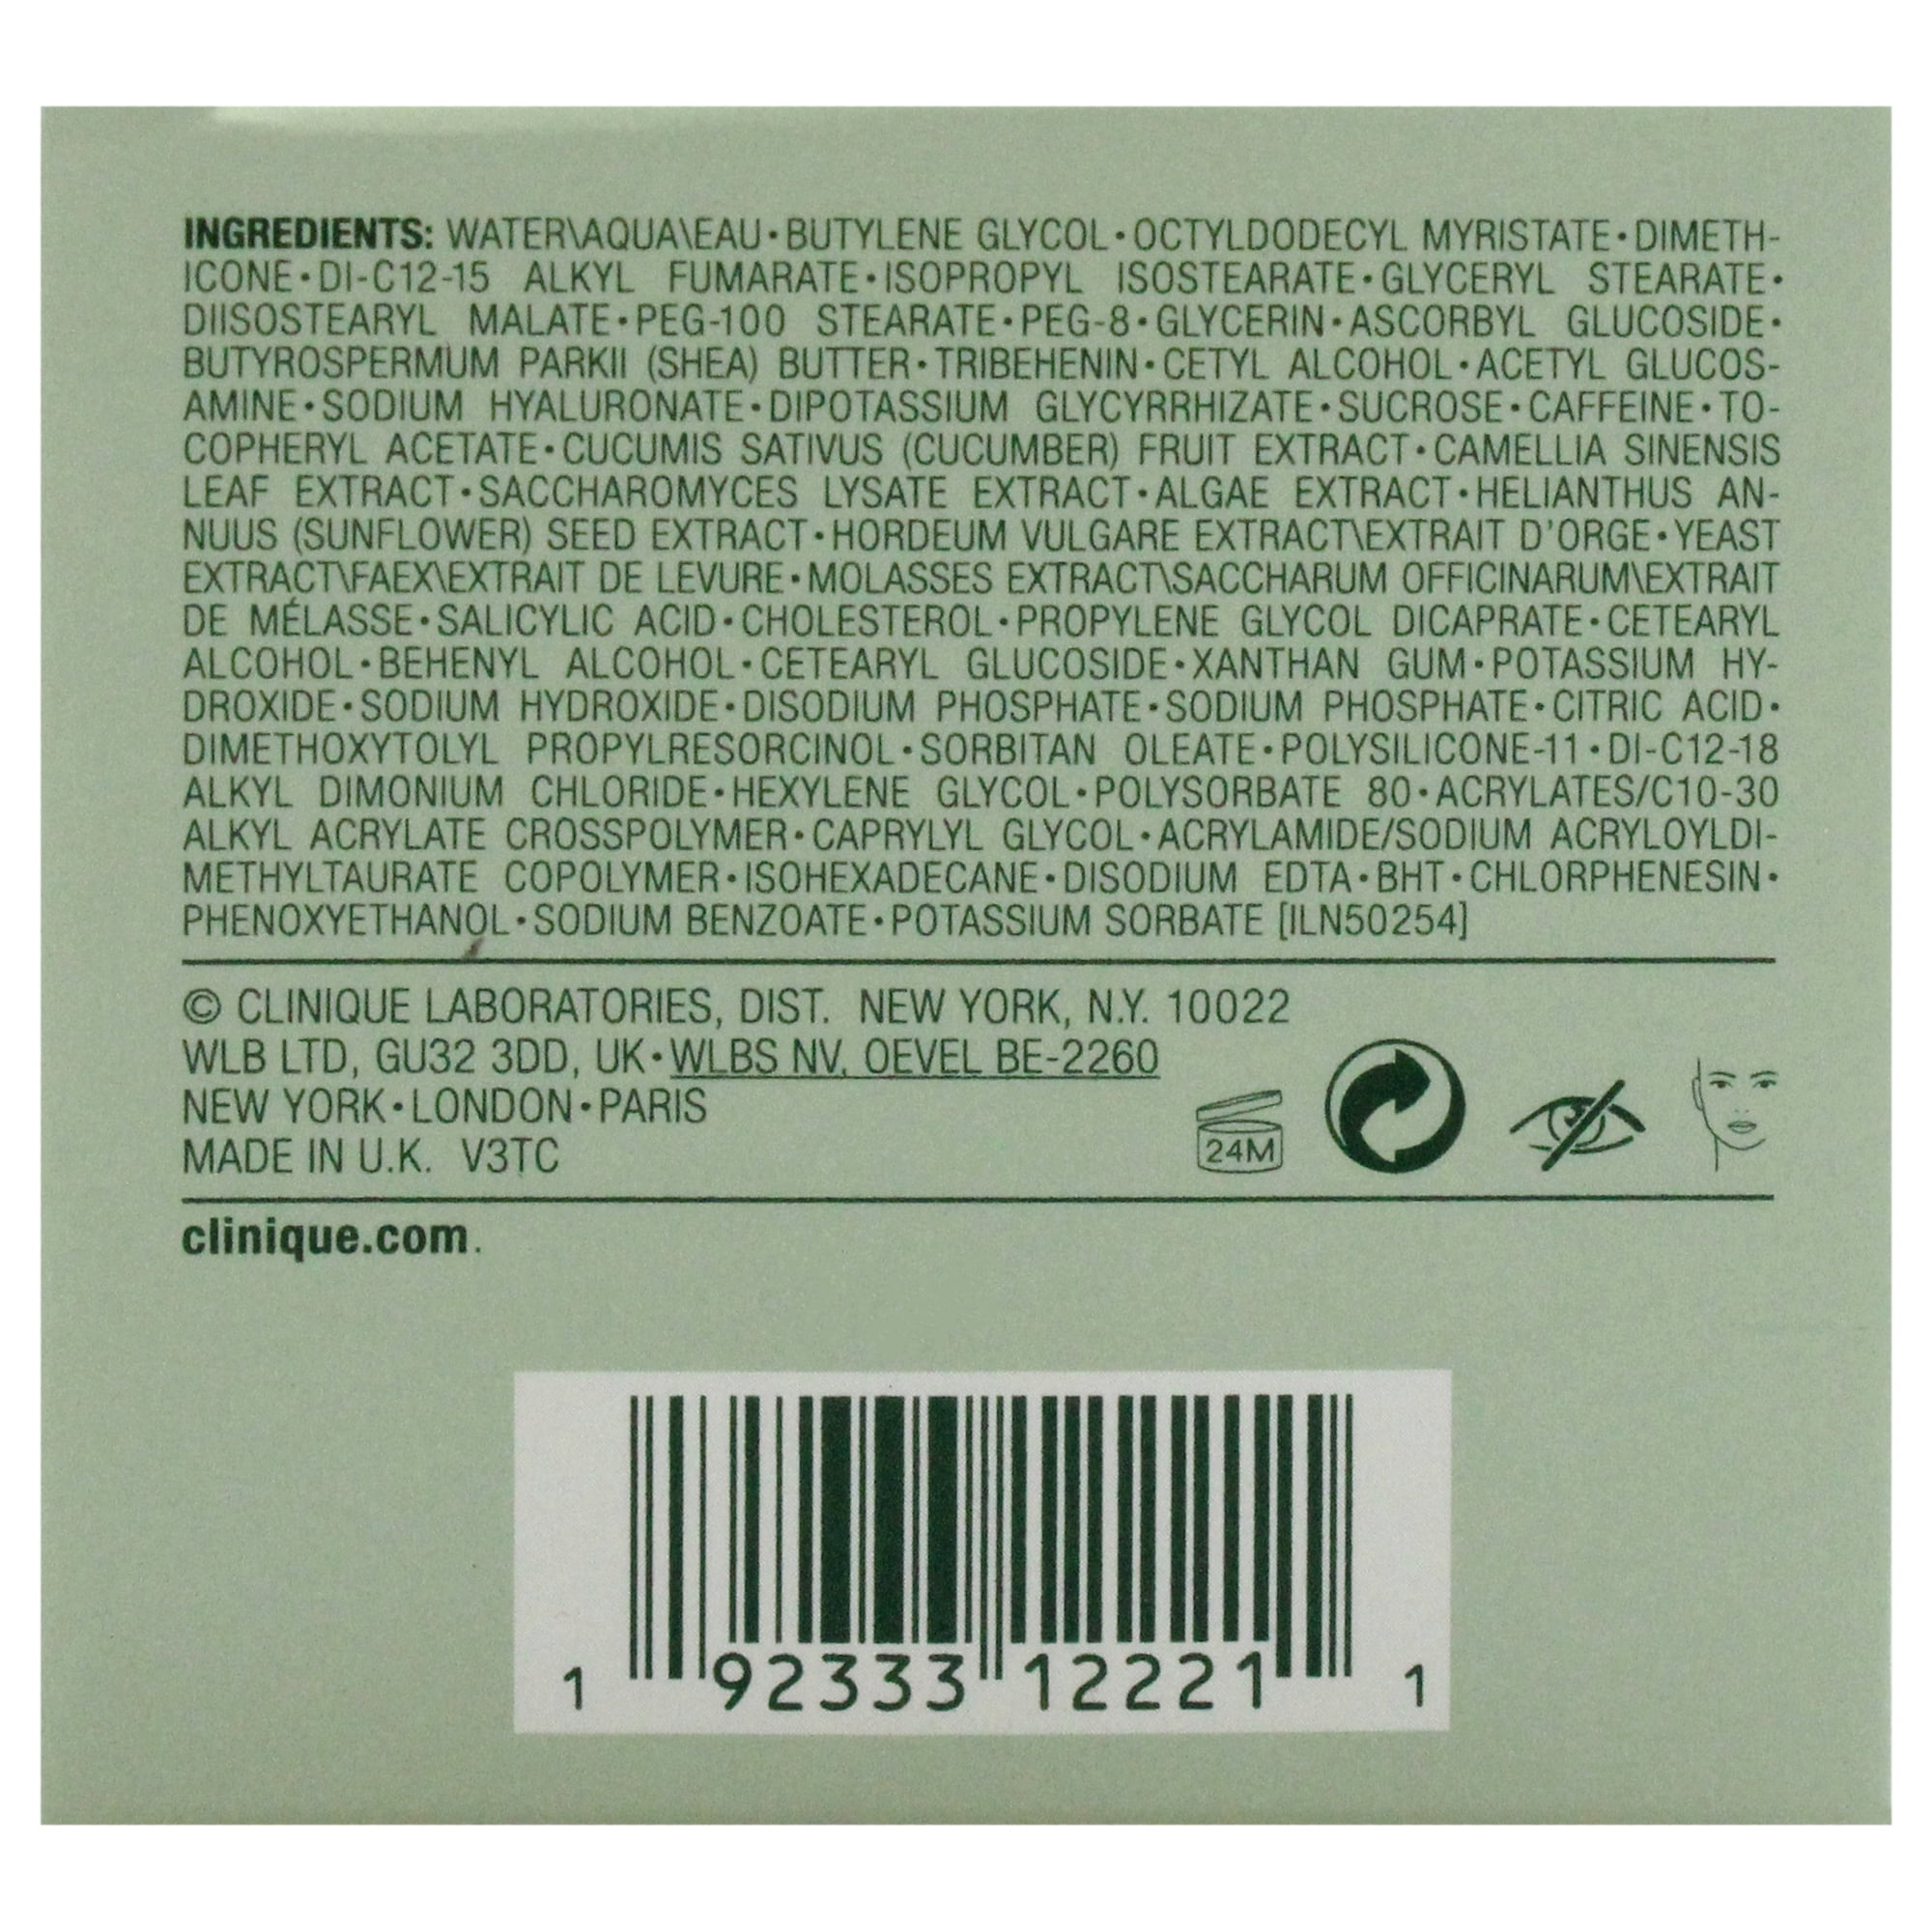 INGREDIENTS: WATER\AQUA\EAU•BUTYLENE GLYCOL•OCTYLDODECYL MYRISTATE•DIMETH-
ICONE•DI-C12-15 ALKYL FUMARATE•ISOPROPYL ISOSTEARATE•GLYCERYL STEARATE•
DIISOSTEARYL MALATE•PEG-100 STEARATE•PEG-8•GLYCERIN•ASCORBYL GLUCOSIDE•
BUTYROSPERMUM PARKII (SHEA) BUTTER•TRIBEHENIN•CETYL ALCOHOL•ACETYL GLUCOS-
AMINE•SODIUM HYALURONATE•DIPOTASSIUM GLYCYRRHIZATE•SUCROSE•CAFFEINE•TO-
COPHERYL ACETATE•CUCUMIS SATIVUS (CUCUMBER) FRUIT EXTRACT•CAMELLIA SINENSIS
LEAF EXTRACT•SACCHAROMYCES LYSATE EXTRACT•ALGAE EXTRACT•HELIANTHUS AN-
NUUS (SUNFLOWER) SEED EXTRACT•HORDEUM VULGARE EXTRACT\EXTRAIT D'ORGE•YEAST
EXTRACT\FAEX\EXTRAIT DE LEVURE•MOLASSES EXTRACT\SACCHARUM OFFICINARUM\EXTRAIT
DE MÉLASSE•SALICYLIC ACID•CHOLESTEROL•PROPYLENE GLYCOL DICAPRATE•CETEARYL
ALCOHOL•BEHENYL ALCOHOL•CETEARYL GLUCOSIDE•XANTHAN GUM•POTASSIUM HY-
DROXIDE•SODIUM HYDROXIDE•DISODIUM PHOSPHATE•SODIUM PHOSPHATE•CITRIC ACID•
DIMETHOXYTOLYL PROPYLRESORCINOL•SORBITAN OLEATE•POLYSILICONE-11•DI-C12-18
ALKYL DIMONIUM CHLORIDE•HEXYLENE GLYCOL•POLYSORBATE 80•ACRYLATES/C10-30
ALKYL ACRYLATE CROSSPOLYMER•CAPRYLYL GLYCOL•ACRYLAMIDE/SODIUM ACRYLOYLDI-
METHYLTAURATE COPOLYMER•ISOHEXADECANE•DISODIUM EDTA•BHT•CHLORPHENESIN•
PHENOXYETHANOL•SODIUM BENZOATE•POTASSIUM SORBATE [ILN50254]
© CLINIQUE LABORATORIES, DIST. NEW YORK, N.Y. 10022
WLB LTD, GU32 3DD, UK•WLBS NV, OEVEL BE-2260
NEW YORK•LONDON•PARIS
MADE IN U.K. V3TC
24M
clinique.com.
1 92333 12221 1